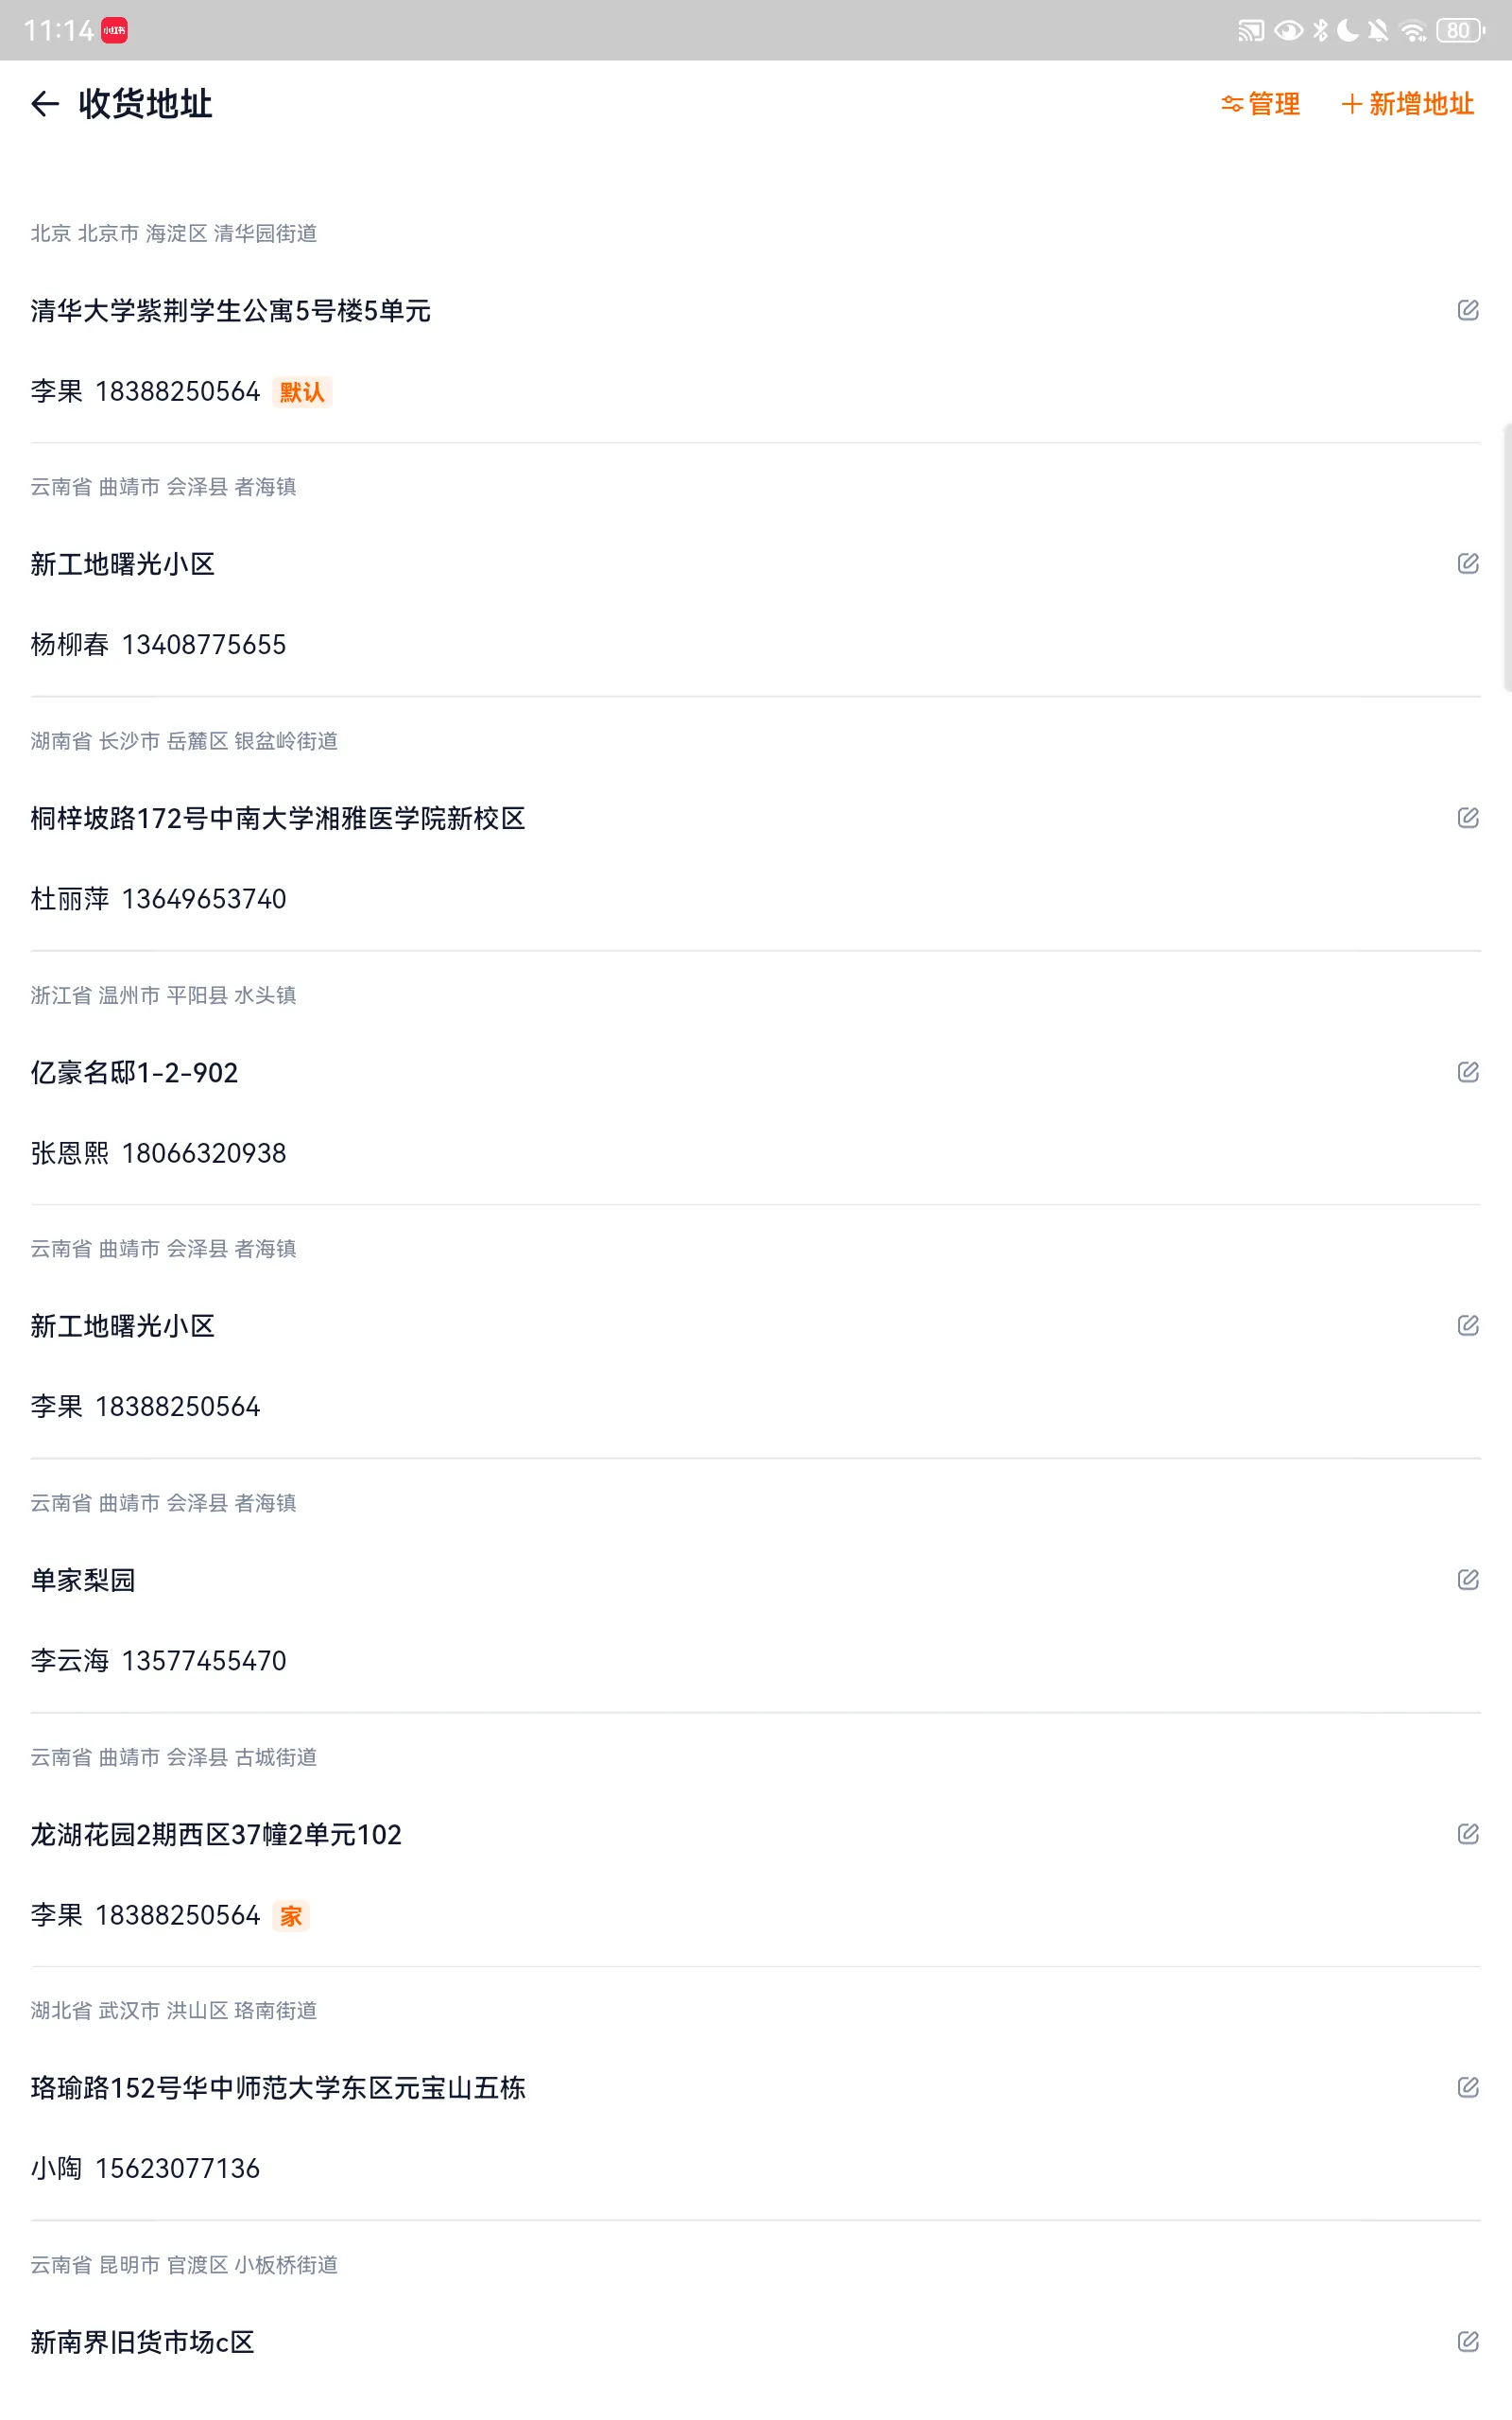 11:14 小红书 80
收货地址 管理 新增地址
北京 北京市 海淀区 清华园街道
清华大学紫荆学生公寓5号楼5单元
李果 18388250564 默认
云南省 曲靖市 会泽县 者海镇
新工地曙光小区
杨柳春 13408775655
湖南省 长沙市 岳麓区 银盆岭街道
桐梓坡路172号中南大学湘雅医学院新校区
杜丽萍 13649653740
浙江省 温州市 平阳县 水头镇
亿豪名邸1-2-902
张恩熙 18066320938
云南省 曲靖市 会泽县 者海镇
新工地曙光小区
李果 18388250564
云南省 曲靖市 会泽县 者海镇
单家梨园
李云海 13577455470
云南省 曲靖市 会泽县 古城街道
龙湖花园2期西区37幢2单元102
李果 18388250564 家
湖北省 武汉市 洪山区 珞南街道
珞瑜路152号华中师范大学东区元宝山五栋
小陶 15623077136
云南省 昆明市 官渡区 小板桥街道
新南界旧货市场c区